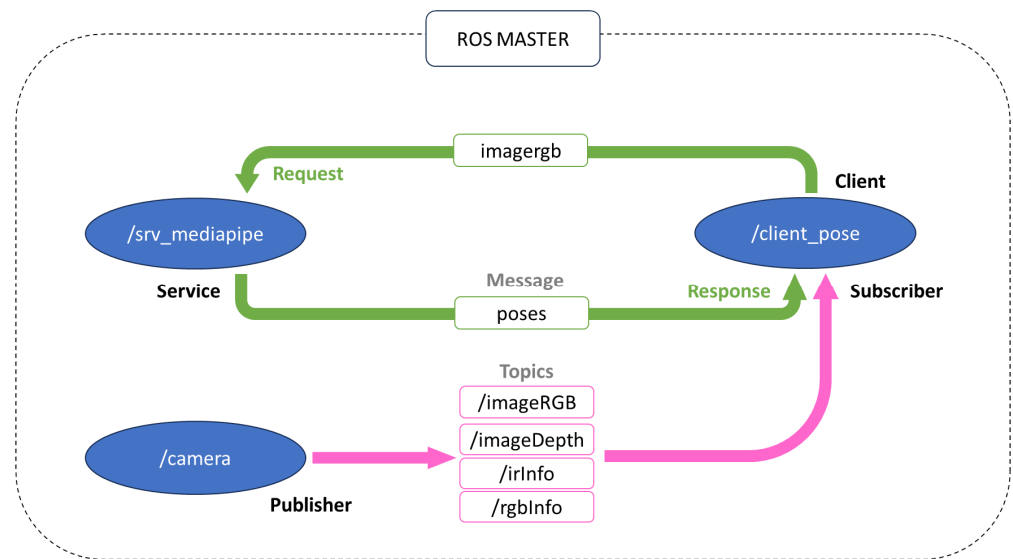 ROS MASTER
imagergb
Request
Client
/srv_mediapipe
/client_pose
Service
Message
Response
Subscriber
poses
Topics
/imageRGB
/imageDepth
/camera
/irInfo
Publisher
/rgbInfo